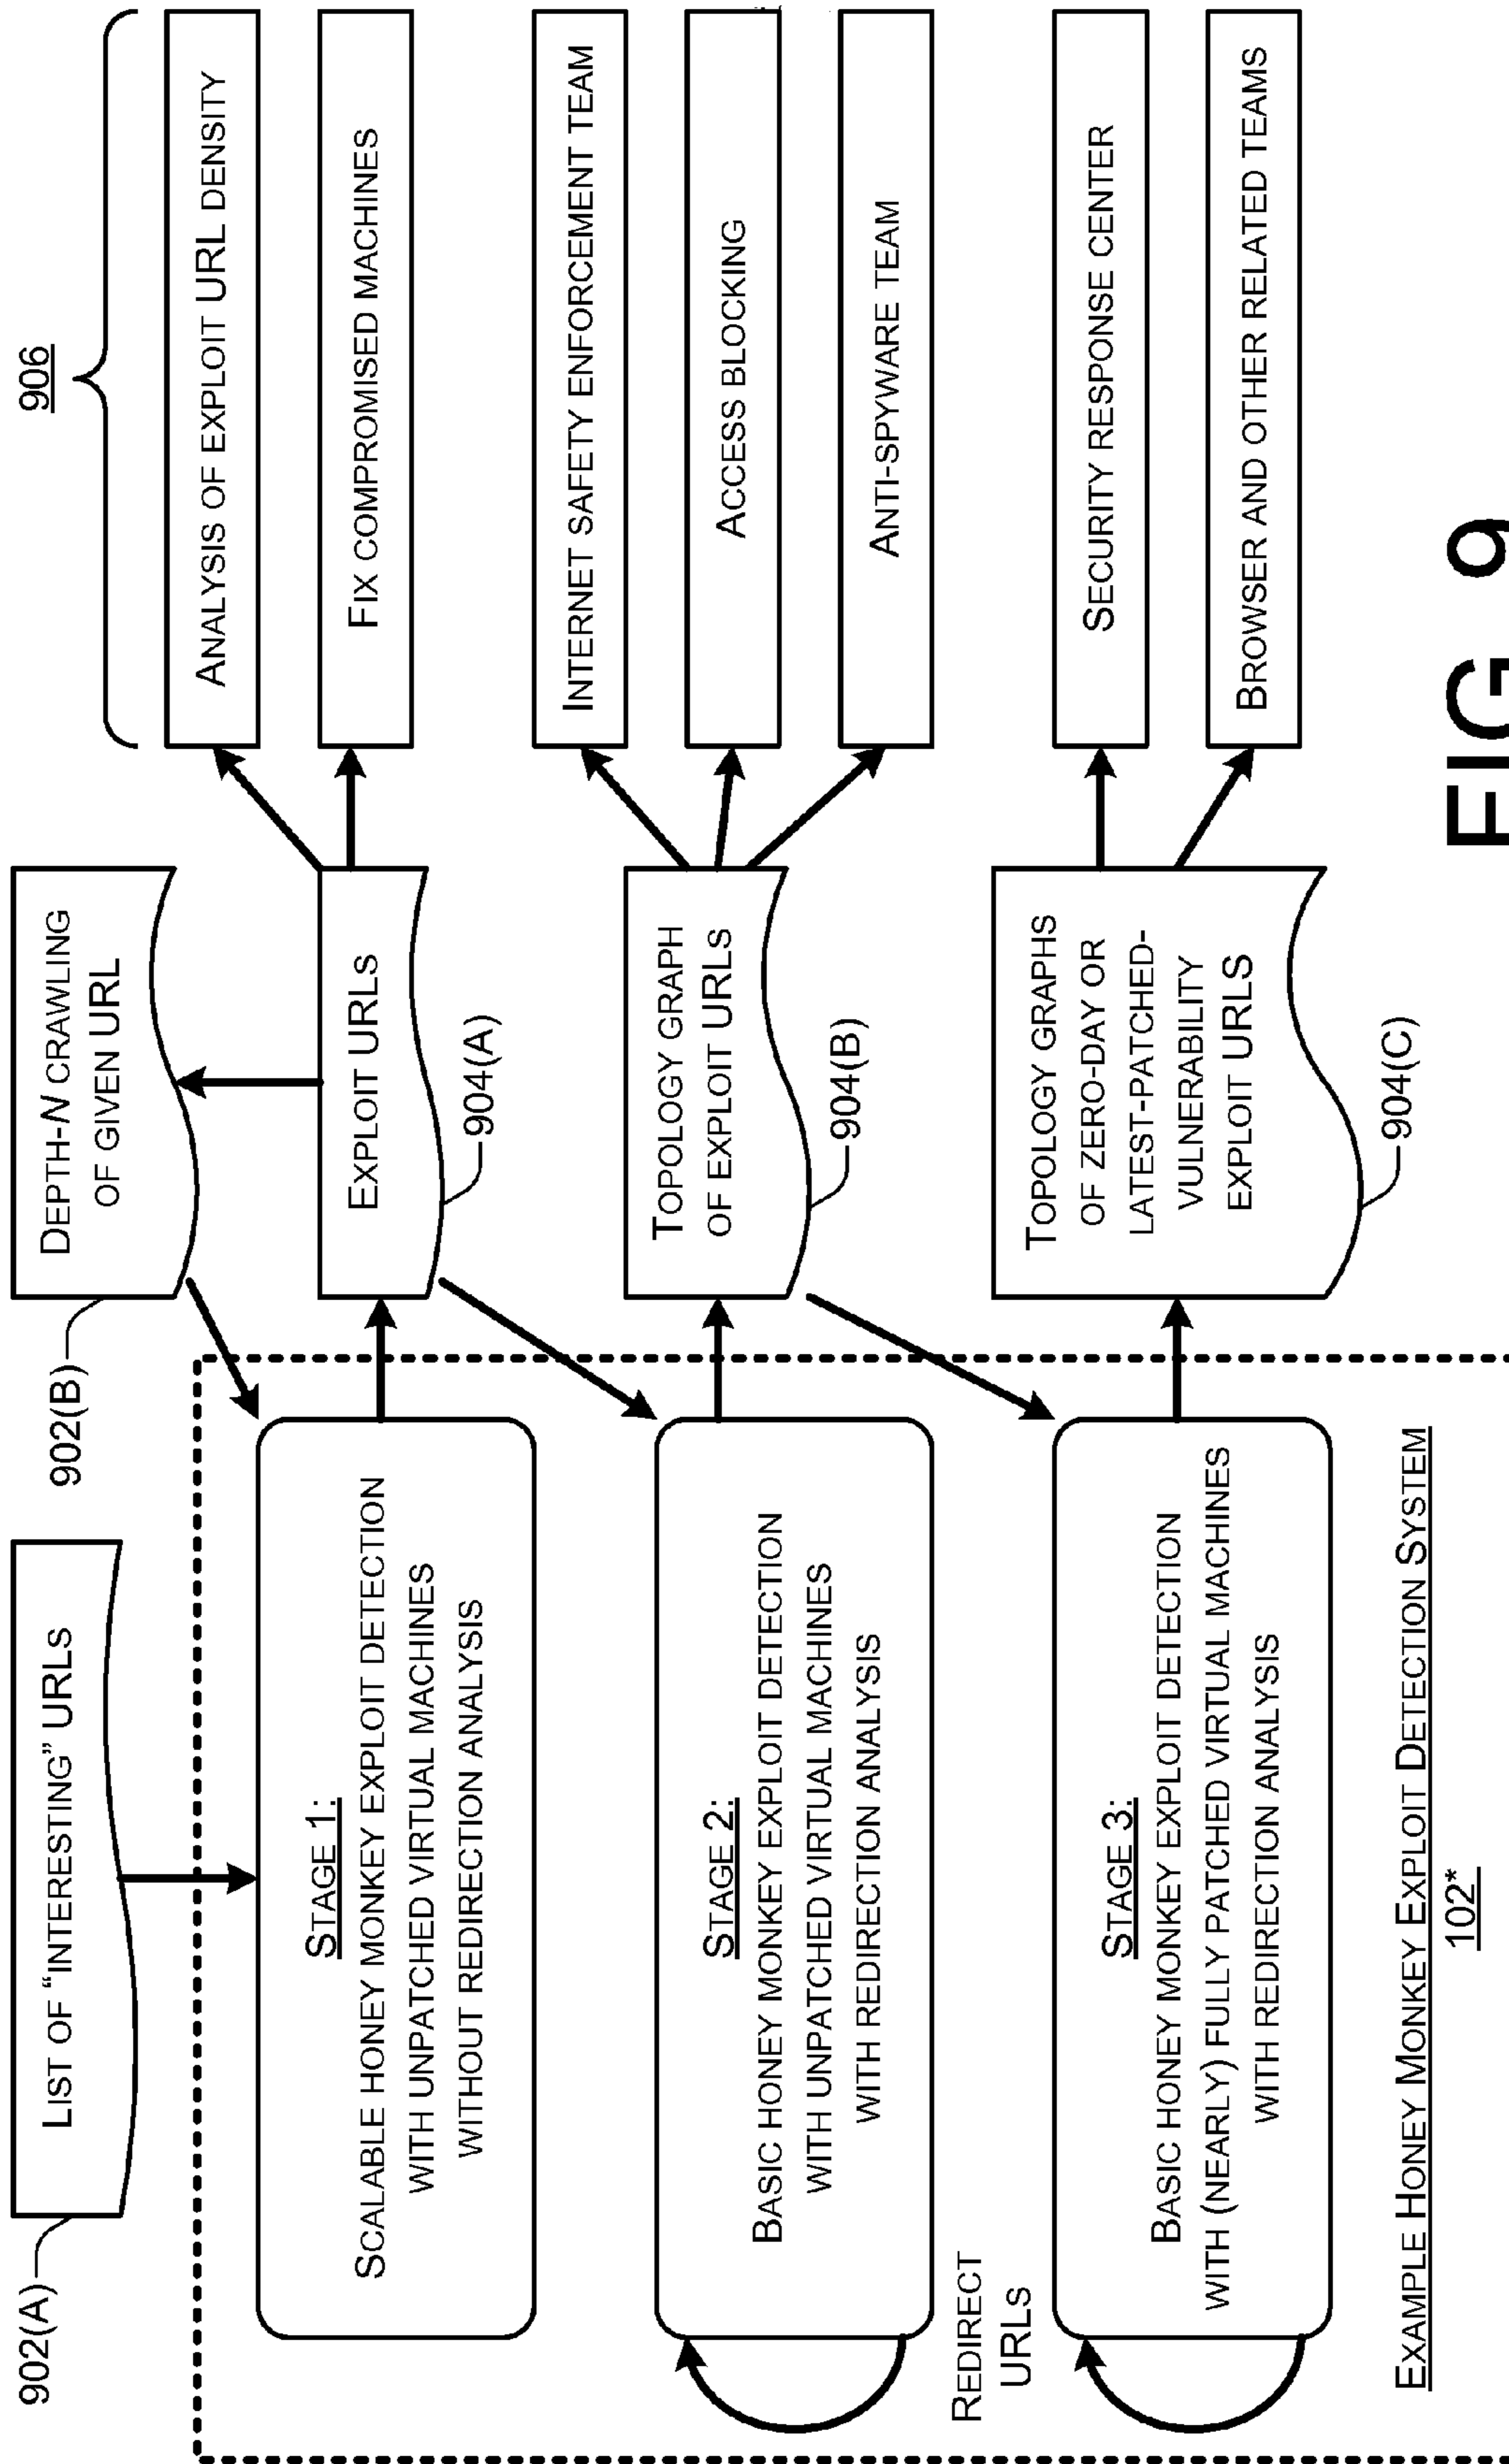 902(A)
LIST OF “INTERESTING” URLS
902(B)
DEPTH-N CRAWLING
OF GIVEN URL
906
STAGE 1:
SCALABLE HONEY MONKEY EXPLOIT DETECTION
WITH UNPATCHED VIRTUAL MACHINES
WITHOUT REDIRECTION ANALYSIS
EXPLOIT URLS
904(A)
ANALYSIS OF EXPLOIT URL DENSITY
FIX COMPROMISED MACHINES
STAGE 2:
BASIC HONEY MONKEY EXPLOIT DETECTION
WITH UNPATCHED VIRTUAL MACHINES
WITH REDIRECTION ANALYSIS
TOPOLOGY GRAPH
OF EXPLOIT URLS
904(B)
INTERNET SAFETY ENFORCEMENT TEAM
ACCESS BLOCKING
ANTI-SPYWARE TEAM
REDIRECT
URLS
STAGE 3:
BASIC HONEY MONKEY EXPLOIT DETECTION
WITH (NEARLY) FULLY PATCHED VIRTUAL MACHINES
WITH REDIRECTION ANALYSIS
TOPOLOGY GRAPHS
OF ZERO-DAY OR
LATEST-PATCHED-
VULNERABILITY
EXPLOIT URLS
904(C)
SECURITY RESPONSE CENTER
BROWSER AND OTHER RELATED TEAMS
EXAMPLE HONEY MONKEY EXPLOIT DETECTION SYSTEM
102*
FIG. 9